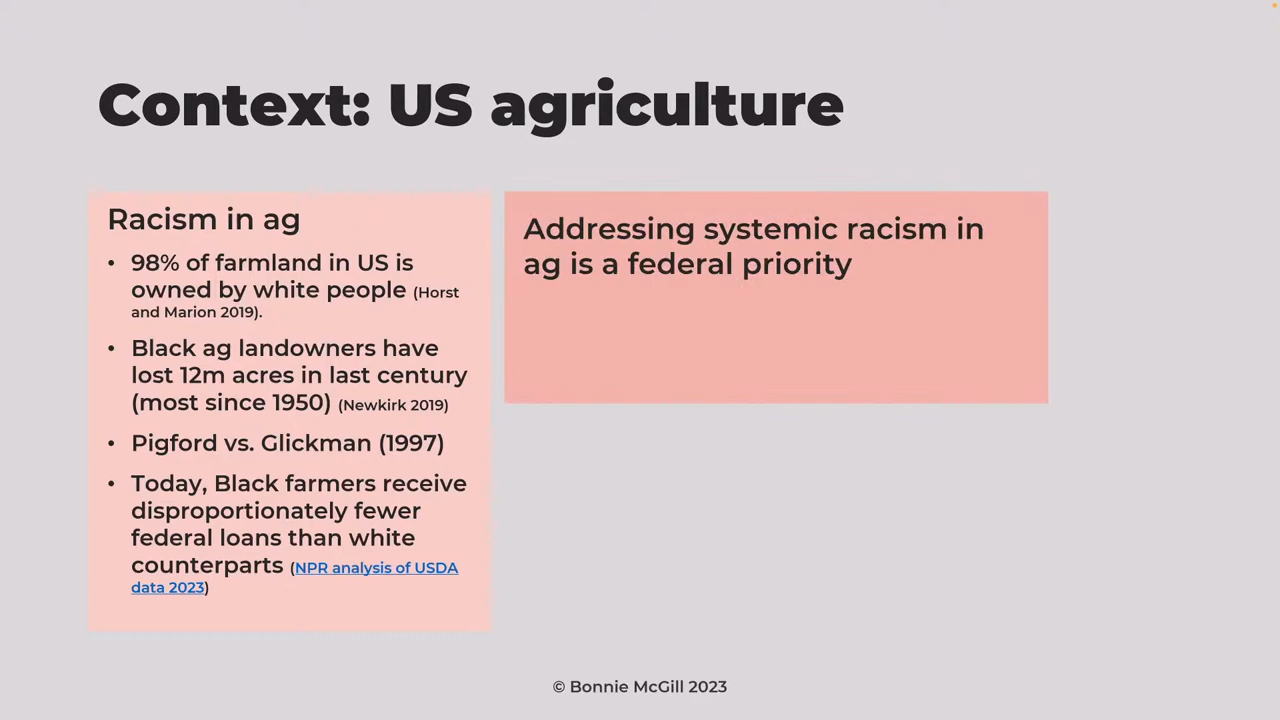 Context: US agriculture
Racism in ag
• 98% of farmland in US is
owned by white people (Horst
and Marion 2019).
• Black ag landowners have
lost 12m acres in last century
(most since 1950) (Newkirk 2019)
• Pigford vs. Glickman (1997)
• Today, Black farmers receive
disproportionately fewer
federal loans than white
counterparts (NPR analysis of USDA
data 2023)
Addressing systemic racism in
ag is a federal priority
© Bonnie McGill 2023